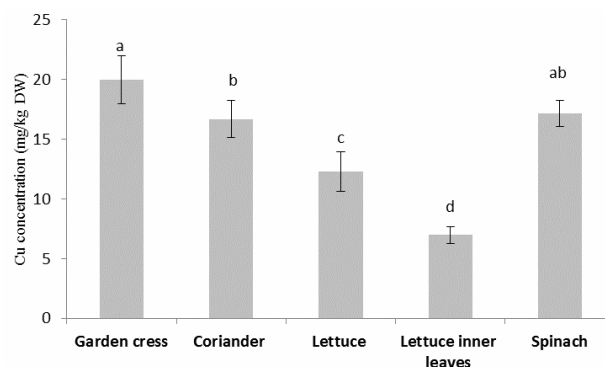 Cu concentration (mg/kg DW)
25
20
15
10
5
0
a
b
c
d
ab
Garden cress
Coriander
Lettuce
Lettuce inner
leaves
Spinach